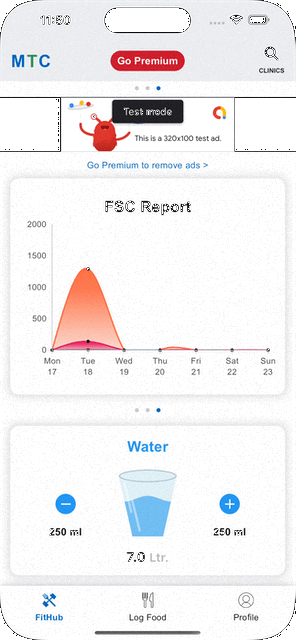 11:50
MTC
Go Premium
CLINICS
Test mode
This is a 320x100 test ad.
Go Premium to remove ads >
FSC Report
2000
1500
1000
500
0
Mon Tue Wed Thu Fri Sat Sun
17 18 19 20 21 22 23
Water
250 ml 250 ml
7.0 Ltr.
FitHub Log Food Profile